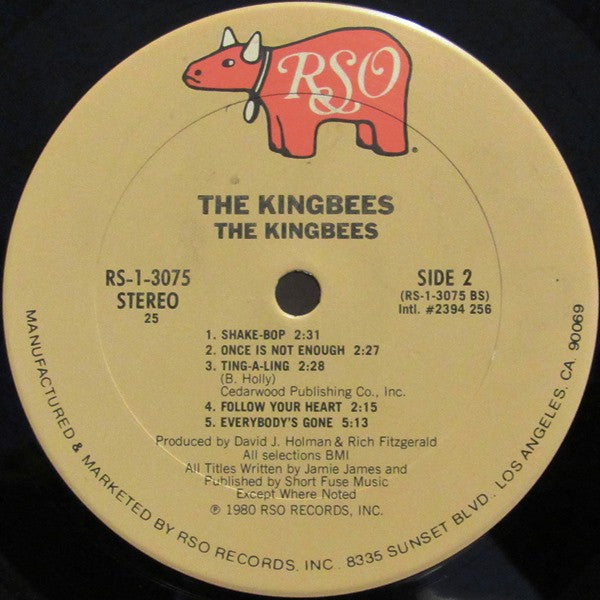 RSO
THE KINGBEES
THE KINGBEES
RS-1-3075
STEREO
25
SIDE 2
(RS-1-3075 BS)
Intl. #2394 256
1. SHAKE-BOP 2:31
2. ONCE IS NOT ENOUGH 2:27
3. TING-A-LING 2:28
(B. Holly)
Cedarwood Publishing Co., Inc.
4. FOLLOW YOUR HEART 2:15
5. EVERYBODY'S GONE 5:13
Produced by David J. Holman & Rich Fitzgerald
All selections BMI
All Titles Written by Jamie James and
Published by Short Fuse Music
Except Where Noted
℗ 1980 RSO RECORDS, INC.
MANUFACTURED & MARKETED BY RSO RECORDS, INC. 8335 SUNSET BLVD., LOS ANGELES, CA. 90069